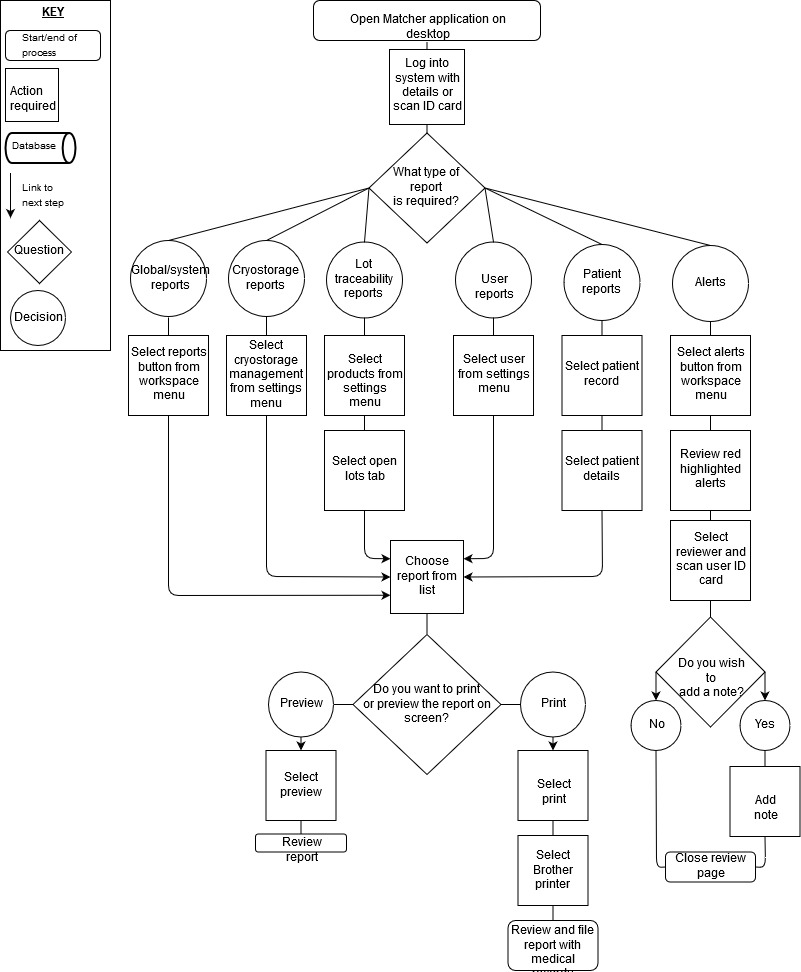 KEY
Start/end of
process
Action
required
Database
Link to
next step
Question
Decision
Open Matcher application on
desktop
Log into
system with
details or
scan ID card
What type of
report
is required?
Global/system
reports
Cryostorage
reports
Lot
traceability
reports
User
reports
Patient
reports
Alerts
Select reports
button from
workspace
menu
Select
cryostorage
management
from settings
menu
Select
products from
settings
menu
Select user
from settings
menu
Select patient
record
Select alerts
button from
workspace
menu
Select open
lots tab
Select patient
details
Review red
highlighted
alerts
Choose
report from
list
Select
reviewer and
scan user ID
card
Do you want to print
or preview the report on
screen?
Preview
Print
Do you wish
to
add a note?
No
Yes
Select
preview
Select
print
Add
note
Review
report
Select
Brother
printer
Close review
page
Review and file
report with
medical